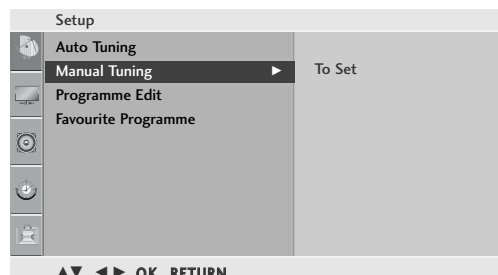 Setup
Auto Tuning
Manual Tuning ► To Set
Programme Edit
Favourite Programme
▲▼ ◄► OK RETURN